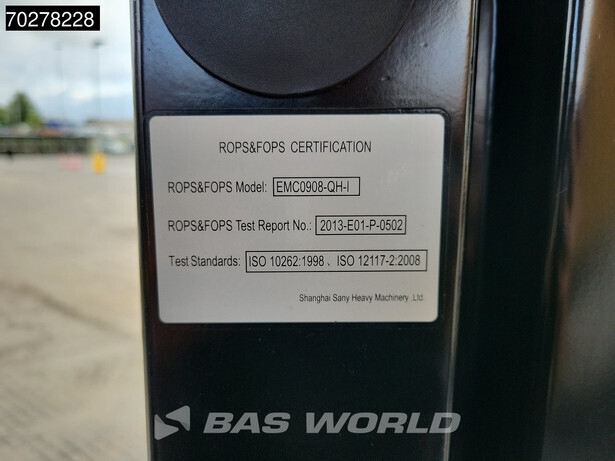 70278228
ROPS&FOPS CERTIFICATION
ROPS&FOPS Model: EMC0908-QH-I
ROPS&FOPS Test Report No.: 2013-E01-P-0502
Test Standards: ISO 10262:1998、ISO 12117-2:2008
Shanghai Sany Heavy Machinery .Ltd.
BAS WORLD